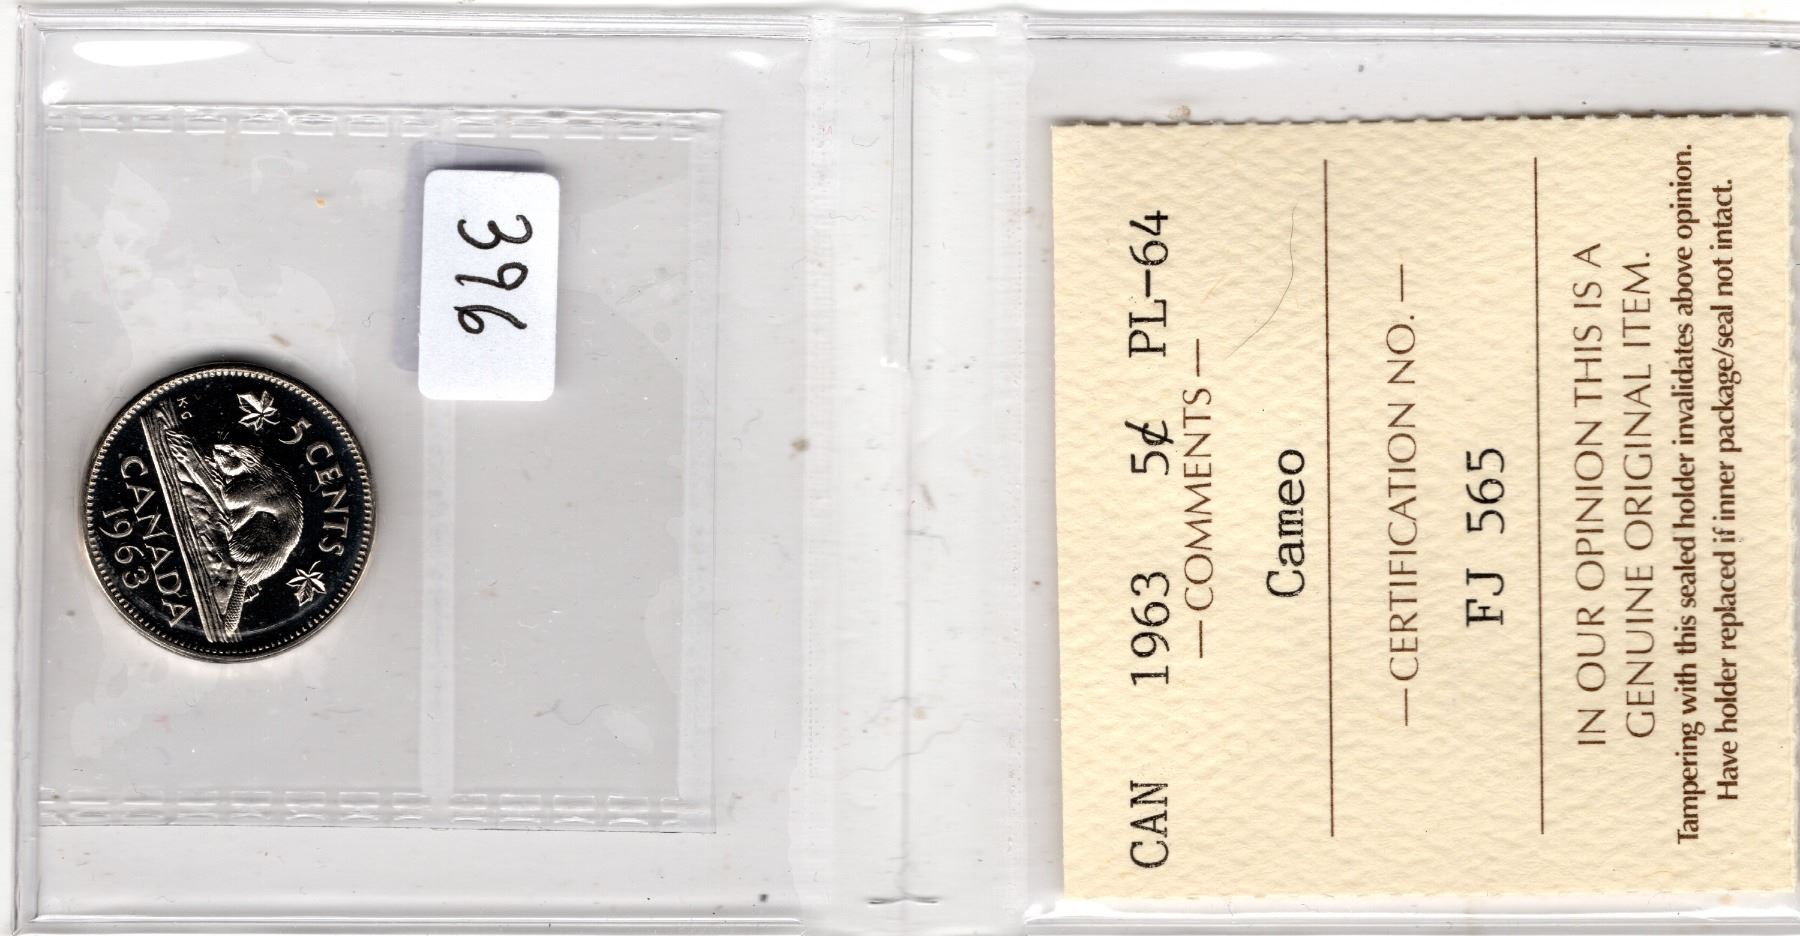 396
K G
5 CENTS
CANADA
1963
CAN 1963 5¢ PL-64
—COMMENTS—
Cameo
—CERTIFICATION NO.—
FJ 565
IN OUR OPINION THIS IS A
GENUINE ORIGINAL ITEM.
Tampering with this sealed holder invalidates above opinion.
Have holder replaced if inner package/seal not intact.